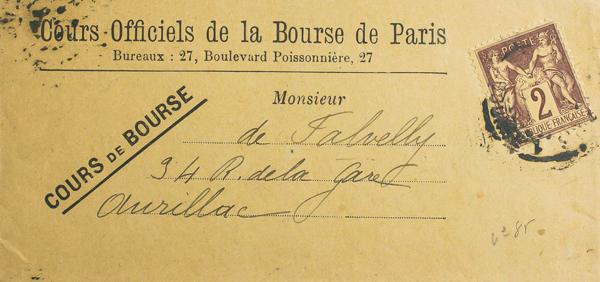 Cours Officiels de la Bourse de Paris
Bureaux : 27, Boulevard Poissonnière, 27
POSTE
2
RÉPUBLIQUE FRANÇAISE
COURS DE BOURSE
Monsieur
de Falvelly
34 R. de la Gare
Aurillac